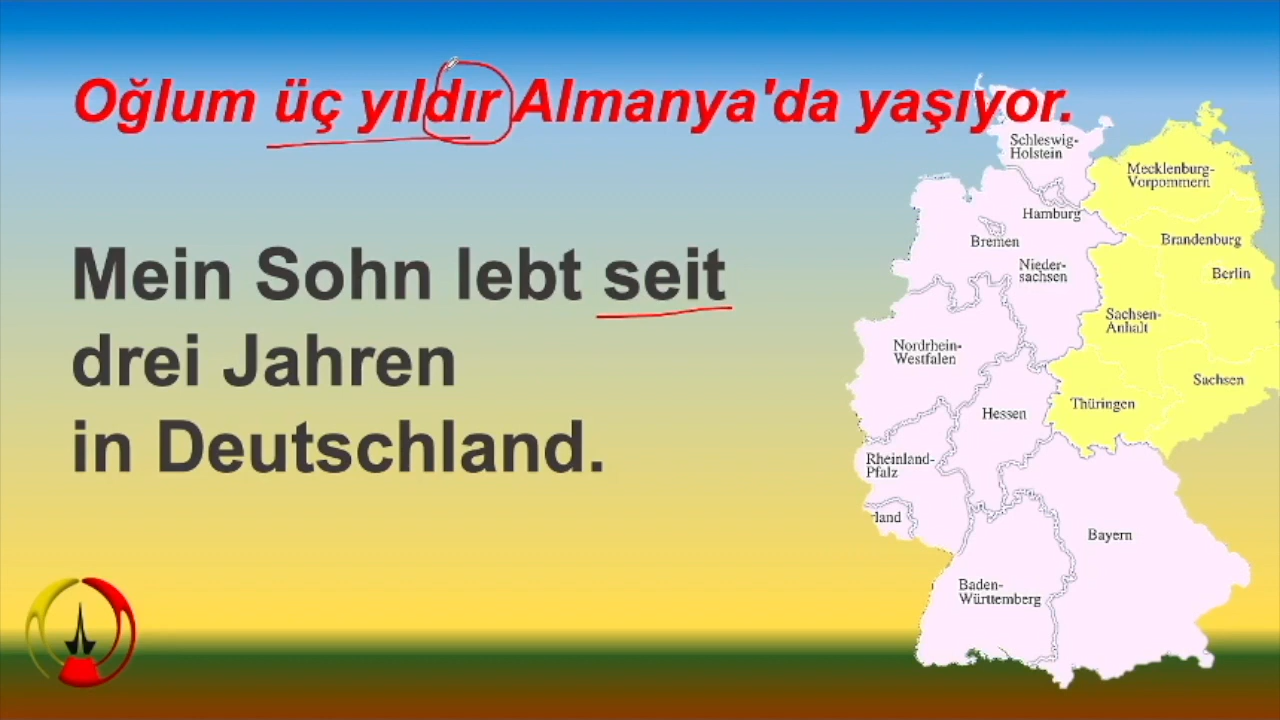 Oğlum üç yıldır Almanya'da yaşıyor.
Mein Sohn lebt seit
drei Jahren
in Deutschland.
Schleswig-
Holstein
Mecklenburg-
Vorpommern
Hamburg
Bremen
Brandenburg
Nieder-
sachsen
Berlin
Sachsen-
Anhalt
Nordrhein-
Westfalen
Sachsen
Thüringen
Hessen
Rheinland-
Pfalz
rland
Bayern
Baden-
Württemberg